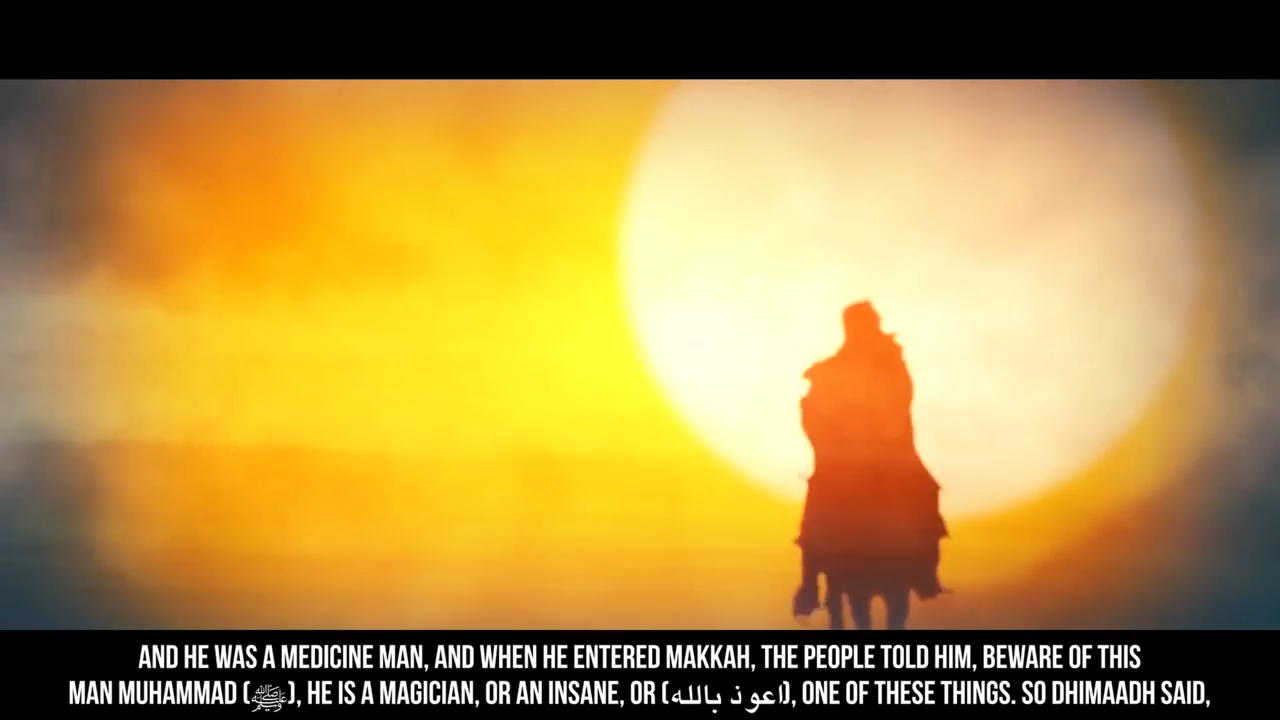 AND HE WAS A MEDICINE MAN, AND WHEN HE ENTERED MAKKAH, THE PEOPLE TOLD HIM, BEWARE OF THIS
MAN MUHAMMAD (ﷺ), HE IS A MAGICIAN, OR AN INSANE, OR (اعوذ بالله), ONE OF THESE THINGS. SO DHIMAADH SAID,